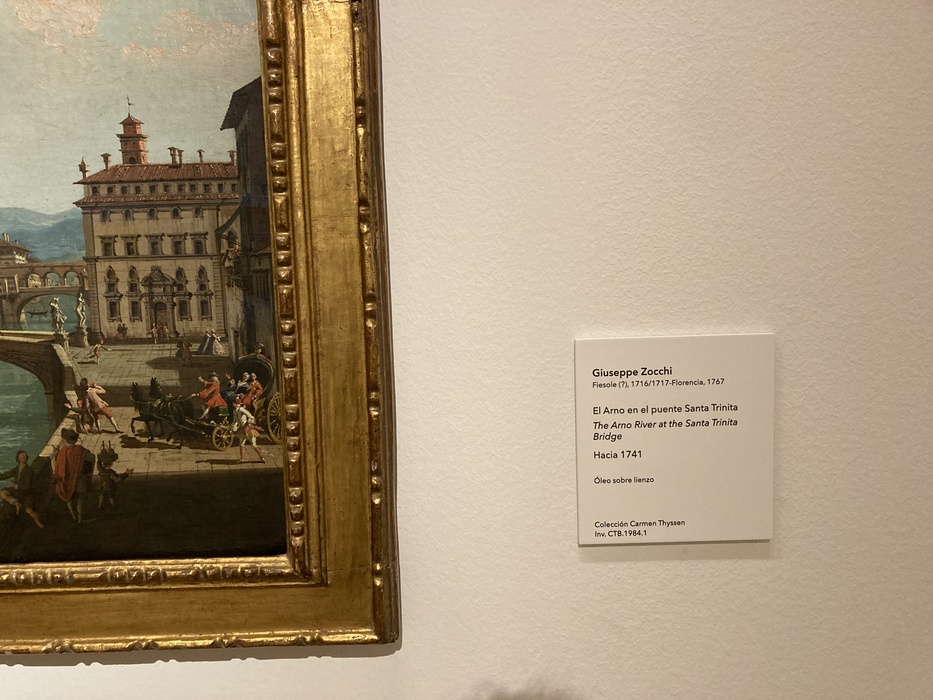 Giuseppe Zocchi
Fiesole (?), 1716/1717-Florencia, 1767
El Arno en el puente Santa Trinita
The Arno River at the Santa Trinita
Bridge
Hacia 1741
Óleo sobre lienzo
Colección Carmen Thyssen
Inv. CTB.1984.1